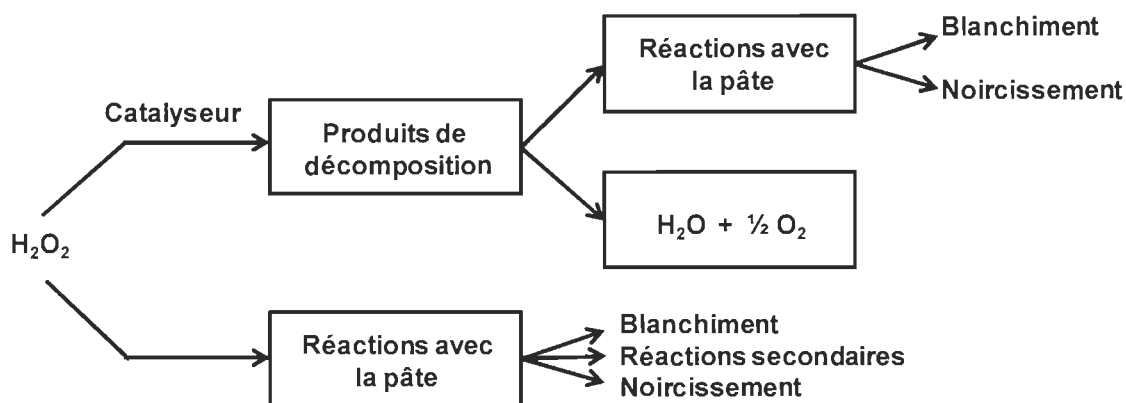 Blanchiment
Réactions avec
la pâte
Noircissement
Catalyseur
Produits de
décomposition
H₂O + ½ O₂
H₂O₂
Blanchiment
Réactions avec
la pâte
Réactions secondaires
Noircissement